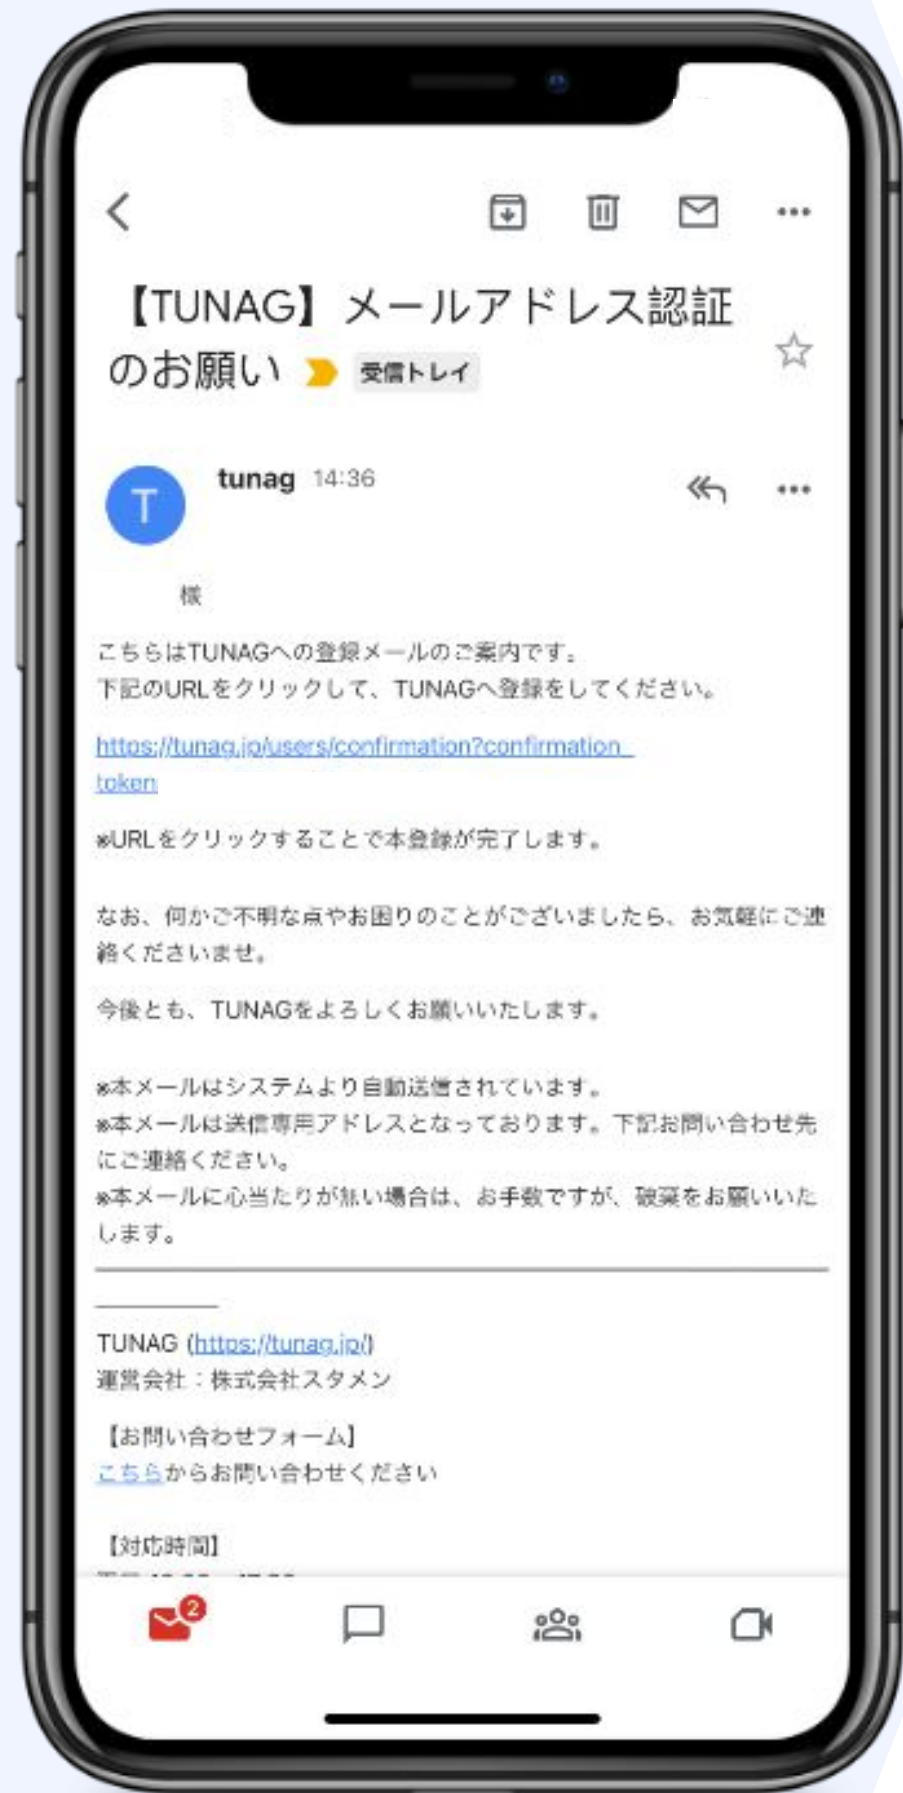 【TUNAG】メールアドレス認証
のお願い 受信トレイ
T
tunag 14:36
様
こちらはTUNAGへの登録メールのご案内です。
下記のURLをクリックして、TUNAGへ登録をしてください。
https://tunag.jp/users/confirmation?confirmation_
token
※URLをクリックすることで本登録が完了します。
なお、何かご不明な点やお困りのことがございましたら、お気軽にご連
絡くださいませ。
今後とも、TUNAGをよろしくお願いいたします。
※本メールはシステムより自動送信されています。
※本メールは送信専用アドレスとなっております。下記お問い合わせ先
にご連絡ください。
※本メールに心当たりが無い場合は、お手数ですが、破棄をお願いいた
します。
TUNAG (https://tunag.jp/)
運営会社：株式会社スタメン
【お問い合わせフォーム】
こちらからお問い合わせください
【対応時間】
2